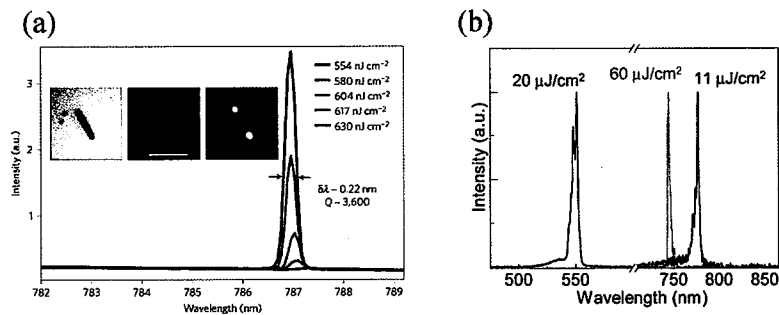 (a)
3
2
1
Intensity (a.u.)
554 nJ cm⁻²
580 nJ cm⁻²
604 nJ cm⁻²
617 nJ cm⁻²
630 nJ cm⁻²
δλ ~ 0.22 nm
Q ~ 3,600
782 783 784 785 786 787 788 789
Wavelength (nm)
(b)
20 μJ/cm² 60 μJ/cm² 11 μJ/cm²
Intensity (a.u.)
500 550 750 800 850
Wavelength (nm)